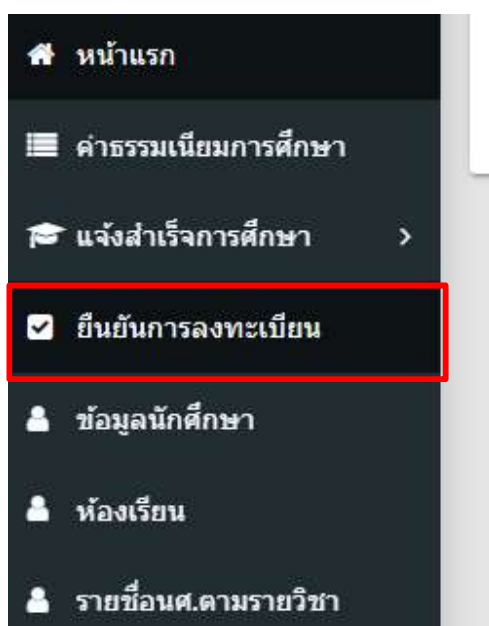 หน้าแรก
ค่าธรรมเนียมการศึกษา
แจ้งสำเร็จการศึกษา
ยืนยันการลงทะเบียน
ข้อมูลนักศึกษา
ห้องเรียน
รายชื่อนศ.ตามรายวิชา